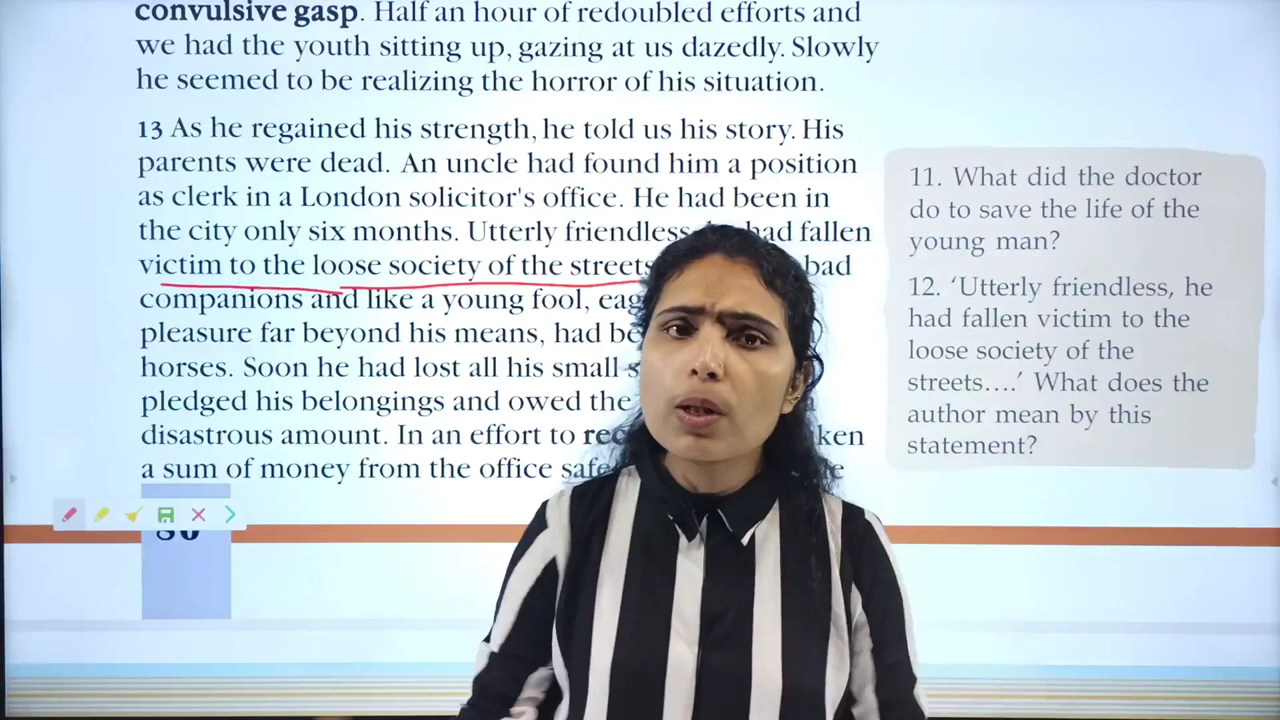 convulsive gasp. Half an hour of redoubled efforts and
we had the youth sitting up, gazing at us dazedly. Slowly
he seemed to be realizing the horror of his situation.
13 As he regained his strength, he told us his story. His
parents were dead. An uncle had found him a position
as clerk in a London solicitor's office. He had been in
the city only six months. Utterly friendless had fallen
victim to the loose society of the streets bad
companions and like a young fool,
pleasure far beyond his means, had
horses. Soon he had lost all his small
pledged his belongings and owed the
disastrous amount. In an effort to
a sum of money from the office safe
11. What did the doctor
do to save the life of the
young man?
12. ‘Utterly friendless, he
had fallen victim to the
loose society of the
streets....’ What does the
author mean by this
statement?